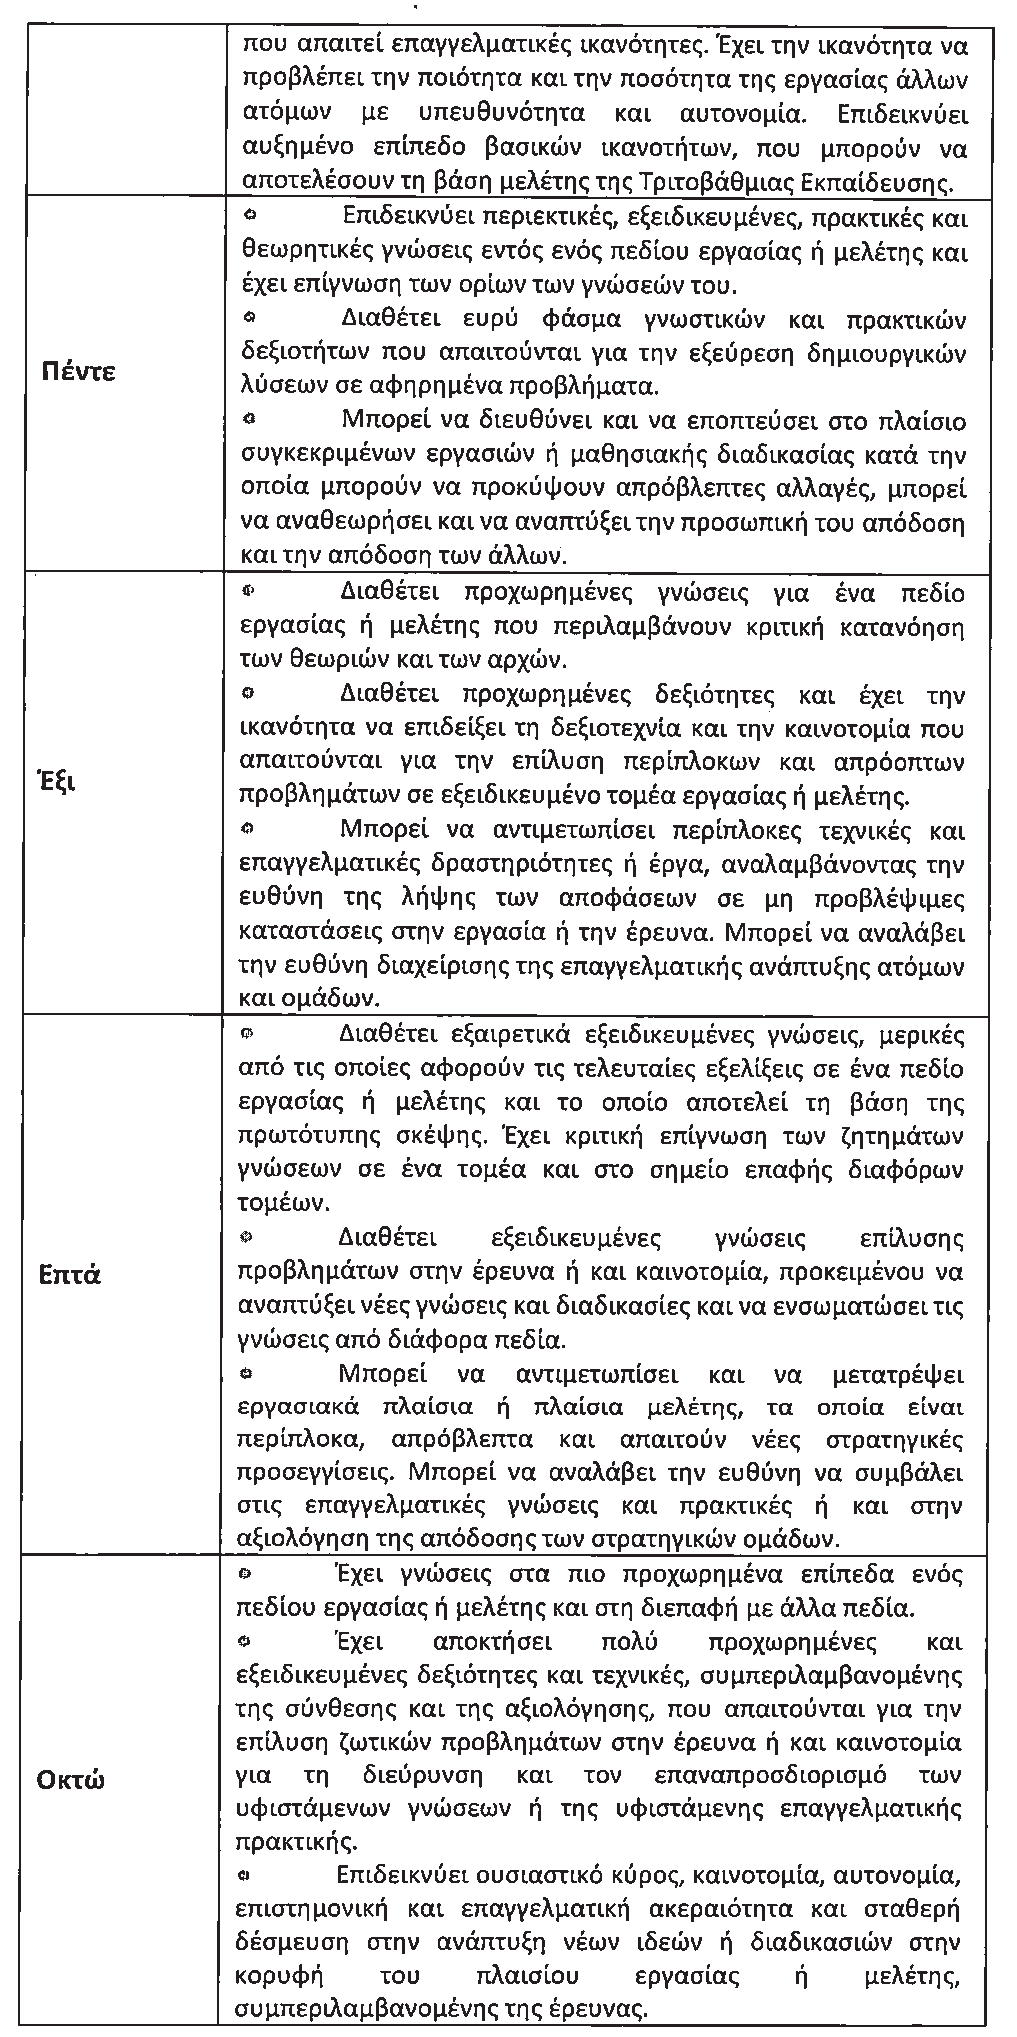 που απαιτεί επαγγελματικές ικανότητες. Έχει την ικανότητα να
προβλέπει την ποιότητα και την ποσότητα της εργασίας άλλων
ατόμων με υπευθυνότητα και αυτονομία. Επιδεικνύει
αυξημένο επίπεδο βασικών ικανοτήτων, που μπορούν να
αποτελέσουν τη βάση μελέτης της Τριτοβάθμιας Εκπαίδευσης.
Πέντε
• Επιδεικνύει περιεκτικές, εξειδικευμένες, πρακτικές και
θεωρητικές γνώσεις εντός ενός πεδίου εργασίας ή μελέτης και
έχει επίγνωση των ορίων των γνώσεών του.
• Διαθέτει ευρύ φάσμα γνωστικών και πρακτικών
δεξιοτήτων που απαιτούνται για την εξεύρεση δημιουργικών
λύσεων σε αφηρημένα προβλήματα.
• Μπορεί να διευθύνει και να εποπτεύσει στο πλαίσιο
συγκεκριμένων εργασιών ή μαθησιακής διαδικασίας κατά την
οποία μπορούν να προκύψουν απρόβλεπτες αλλαγές, μπορεί
να αναθεωρήσει και να αναπτύξει την προσωπική του απόδοση
και την απόδοση των άλλων.
Έξι
• Διαθέτει προχωρημένες γνώσεις για ένα πεδίο
εργασίας ή μελέτης που περιλαμβάνουν κριτική κατανόηση
των θεωριών και των αρχών.
• Διαθέτει προχωρημένες δεξιότητες και έχει την
ικανότητα να επιδείξει τη δεξιοτεχνία και την καινοτομία που
απαιτούνται για την επίλυση περίπλοκων και απρόοπτων
προβλημάτων σε εξειδικευμένο τομέα εργασίας ή μελέτης.
• Μπορεί να αντιμετωπίσει περίπλοκες τεχνικές και
επαγγελματικές δραστηριότητες ή έργα, αναλαμβάνοντας την
ευθύνη της λήψης των αποφάσεων σε μη προβλέψιμες
καταστάσεις στην εργασία ή την έρευνα. Μπορεί να αναλάβει
την ευθύνη διαχείρισης της επαγγελματικής ανάπτυξης ατόμων
και ομάδων.
Επτά
• Διαθέτει εξαιρετικά εξειδικευμένες γνώσεις, μερικές
από τις οποίες αφορούν τις τελευταίες εξελίξεις σε ένα πεδίο
εργασίας ή μελέτης και το οποίο αποτελεί τη βάση της
πρωτότυπης σκέψης. Έχει κριτική επίγνωση των ζητημάτων
γνώσεων σε ένα τομέα και στο σημείο επαφής διαφόρων
τομέων.
• Διαθέτει εξειδικευμένες γνώσεις επίλυσης
προβλημάτων στην έρευνα ή και καινοτομία, προκειμένου να
αναπτύξει νέες γνώσεις και διαδικασίες και να ενσωματώσει τις
γνώσεις από διάφορα πεδία.
• Μπορεί να αντιμετωπίσει και να μετατρέψει
εργασιακά πλαίσια ή πλαίσια μελέτης, τα οποία είναι
περίπλοκα, απρόβλεπτα και απαιτούν νέες στρατηγικές
προσεγγίσεις. Μπορεί να αναλάβει την ευθύνη να συμβάλει
στις επαγγελματικές γνώσεις και πρακτικές ή και στην
αξιολόγηση της απόδοσης των στρατηγικών ομάδων.
Οκτώ
• Έχει γνώσεις στα πιο προχωρημένα επίπεδα ενός
πεδίου εργασίας ή μελέτης και στη διεπαφή με άλλα πεδία.
• Έχει αποκτήσει πολύ προχωρημένες και
εξειδικευμένες δεξιότητες και τεχνικές, συμπεριλαμβανομένης
της σύνθεσης και της αξιολόγησης, που απαιτούνται για την
επίλυση ζωτικών προβλημάτων στην έρευνα ή και καινοτομία
για τη διεύρυνση και τον επαναπροσδιορισμό των
υφιστάμενων γνώσεων ή της υφιστάμενης επαγγελματικής
πρακτικής.
• Επιδεικνύει ουσιαστικό κύρος, καινοτομία, αυτονομία,
επιστημονική και επαγγελματική ακεραιότητα και σταθερή
δέσμευση στην ανάπτυξη νέων ιδεών ή διαδικασιών στην
κορυφή του πλαισίου εργασίας ή μελέτης,
συμπεριλαμβανομένης της έρευνας.